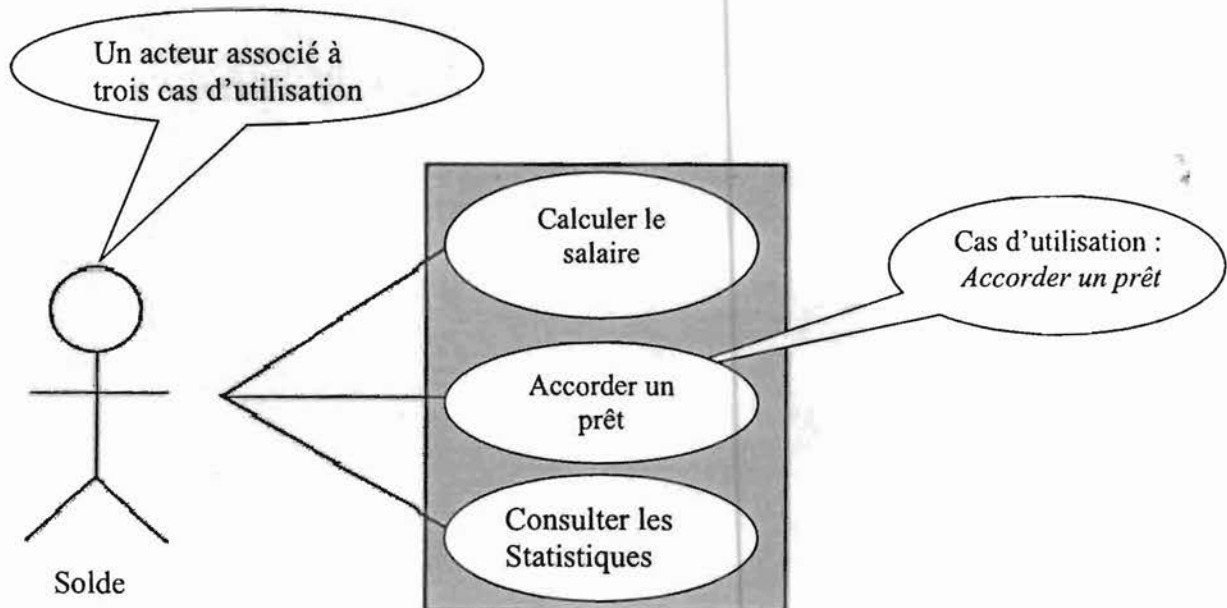 Un acteur associé à
trois cas d'utilisation
Calculer le
salaire
Cas d'utilisation :
Accorder un prêt
Accorder un
prêt
Consulter les
Statistiques
Solde